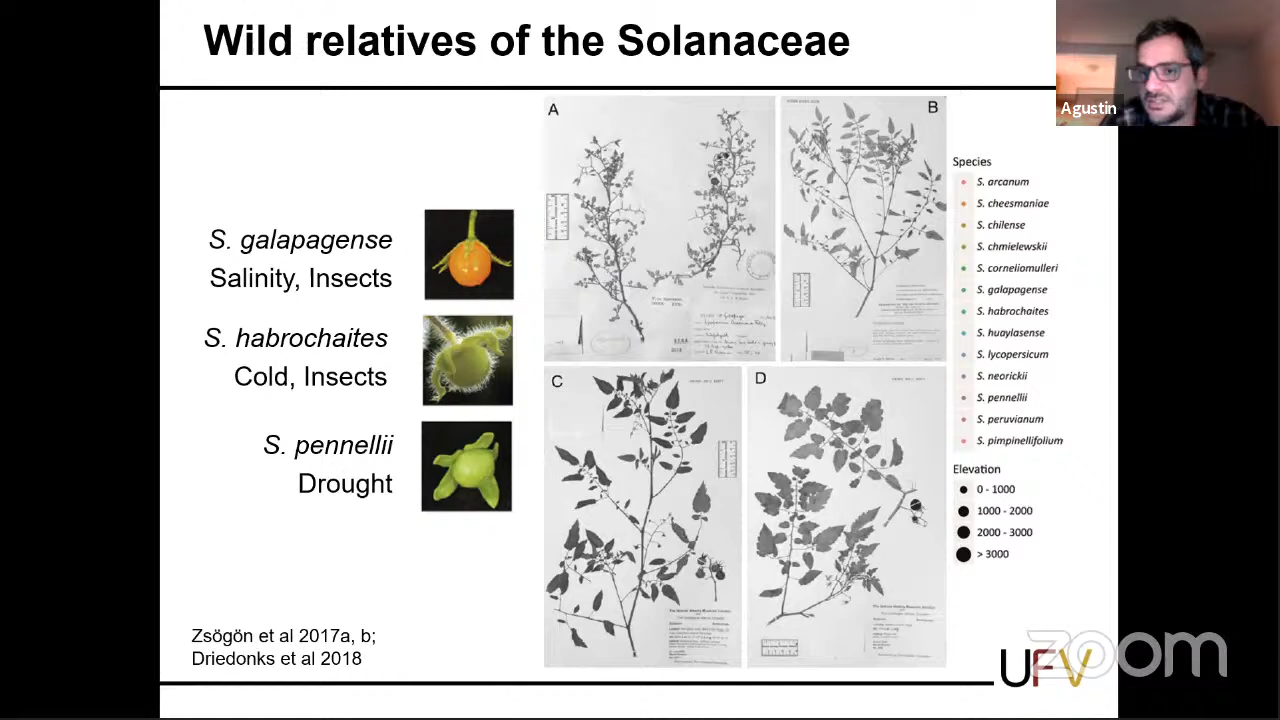 Wild relatives of the Solanaceae
Agustin
S. galapagense
Salinity, Insects
S. habrochaites
Cold, Insects
S. pennellii
Drought
A
B
C
D
Species
S. arcanum
S. cheesmaniae
S. chilense
S. chmielewskii
S. corneliomulleri
S. galapagense
S. habrochaites
S. huaylasense
S. lycopersicum
S. neorickii
S. pennellii
S. peruvianum
S. pimpinellifolium
Elevation
0 - 1000
1000 - 2000
2000 - 3000
> 3000
Zsögön et al 2017a, b;
Driedonks et al 2018
UFV
zoom